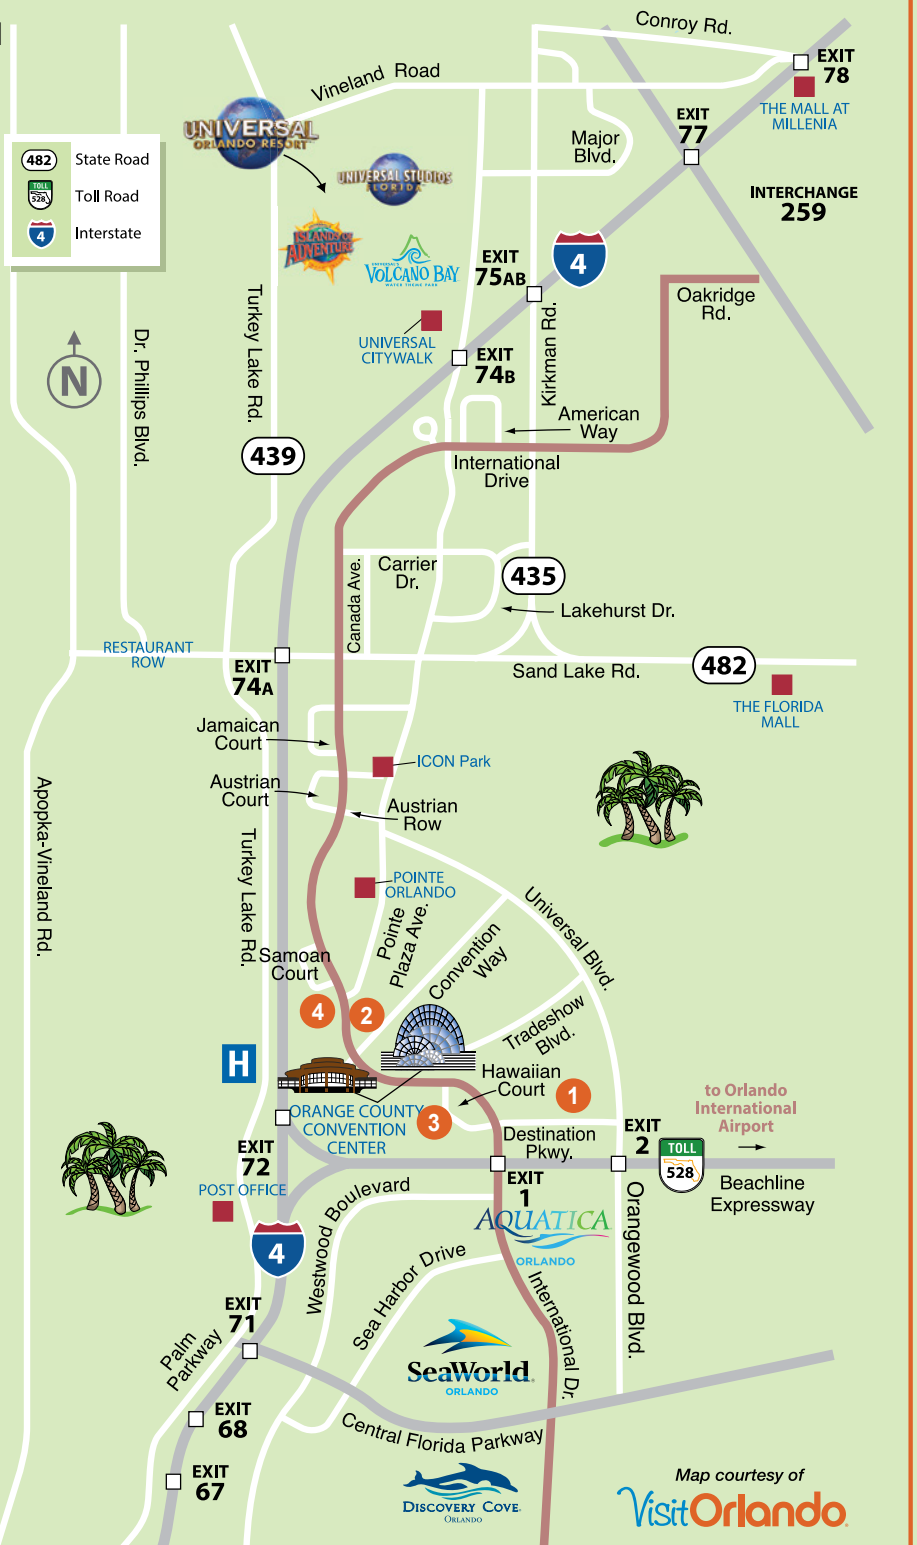 Conroy Rd.
EXIT
78
THE MALL AT
MILLENIA
Vineland Road
UNIVERSAL
ORLANDO RESORT
EXIT
77
Major
Blvd.
482 State Road
TOLL
528
Toll Road
4 Interstate
UNIVERSAL STUDIOS
FLORIDA
INTERCHANGE
259
ISLANDS OF
ADVENTURE
UNIVERSAL'S
VOLCANO BAY
WATER THEME PARK
EXIT
75AB
4
Oakridge
Rd.
Turkey Lake Rd.
Dr. Phillips Blvd.
UNIVERSAL
CITYWALK
EXIT
74B
Kirkman Rd.
N
American
Way
439
International
Drive
Canada Ave.
Carrier
Dr.
435
Lakehurst Dr.
RESTAURANT
ROW
EXIT
74A
Sand Lake Rd.
482
THE FLORIDA
MALL
Jamaican
Court
ICON Park
Austrian
Court
Austrian
Row
Apopka-Vineland Rd.
Turkey Lake Rd.
POINTE
ORLANDO
Pointe
Plaza Ave.
Universal Blvd.
Convention
Way
Samoan
Court
4
2
Tradeshow
Blvd.
H
Hawaiian
Court
1
3
ORANGE COUNTY
CONVENTION
CENTER
to Orlando
International
Airport
EXIT
2
TOLL
528
Destination
Pkwy.
EXIT
72
POST OFFICE
EXIT
1
Beachline
Expressway
AQUATICA
ORLANDO
4
Westwood Boulevard
Sea Harbor Drive
International Dr.
Orangewood Blvd.
EXIT
71
Palm
Parkway
SeaWorld
ORLANDO
EXIT
68
Central Florida Parkway
EXIT
67
DISCOVERY COVE
ORLANDO
Map courtesy of
VisitOrlando